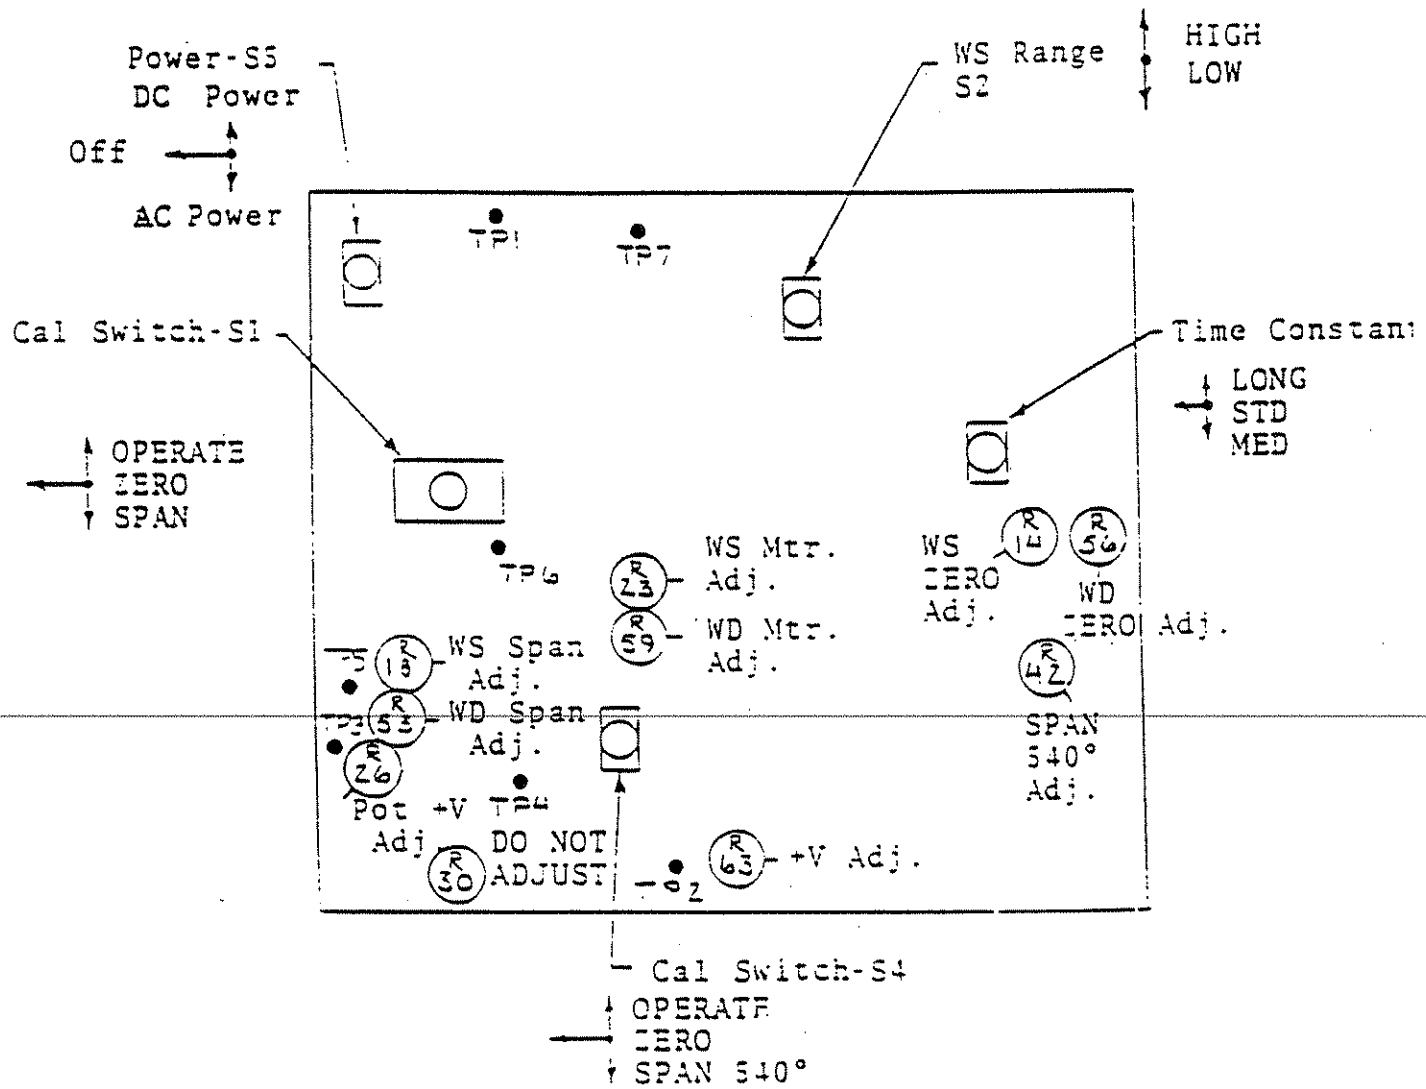 Power-S5
DC Power
Off
AC Power
WS Range
S2
HIGH
LOW
TP1
TP7
Cal Switch-S1
OPERATE
ZERO
SPAN
Time Constant
LONG
STD
MED
TP6
R
23
WS Mtr.
Adj.
R
59
WD Mtr.
Adj.
WS
ZERO
Adj.
R
14
R
56
WD
ZERO Adj.
R
13
WS Span
Adj.
R
53
WD Span
Adj.
TP3
R
26
Pot +V
Adj.
TP4
R
42
SPAN
540°
Adj.
R
30
DO NOT
ADJUST
TP2
R
63
+V Adj.
Cal Switch-S4
OPERATE
ZERO
SPAN 540°